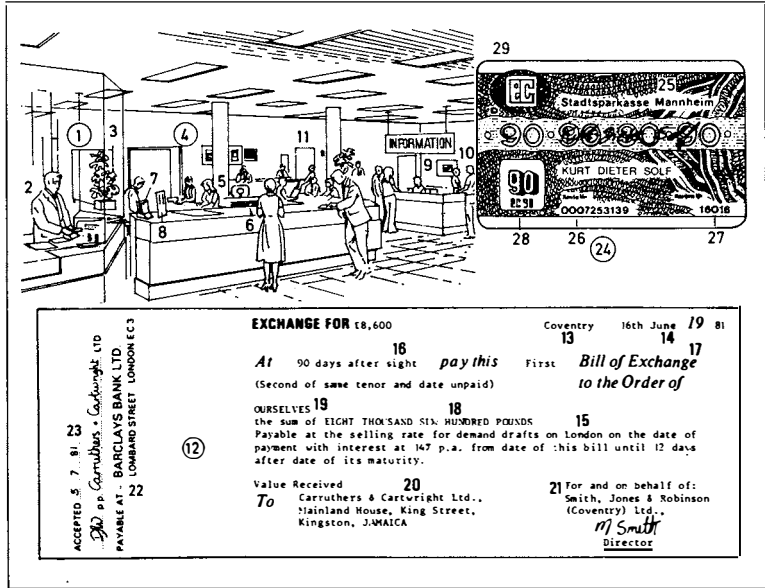 29
1
3
4
11
INFORMATION
10
9
2
7
5
8
6
EC
25
Stadtsparkasse Mannheim
90
EC 90
KURT DIETER SOLF
0007253139
16016
28
26
27
24
EXCHANGE FOR £8,600
Coventry 16th June 19 81
13 14
16 17
At 90 days after sight pay this First Bill of Exchange
(Second of same tenor and date unpaid) to the Order of
OURSELVES 19 18
the sum of EIGHT THOUSAND SIX HUNDRED POUNDS 15
Payable at the selling rate for demand drafts on London on the date of
payment with interest at 147 p.a. from date of this bill until 12 days
after date of its maturity.
12
Value Received 20
To Carruthers & Cartwright Ltd.,
Mainland House, King Street,
Kingston, JAMAICA
21 For and on behalf of:
Smith, Jones & Robinson
(Coventry) Ltd.,
M Smith
Director
23
ACCEPTED 5 7 81
pp. Carruthers + Cartwright LTD
PAYABLE AT - BARCLAYS BANK LTD.
LOMBARD STREET LONDON EC3
22